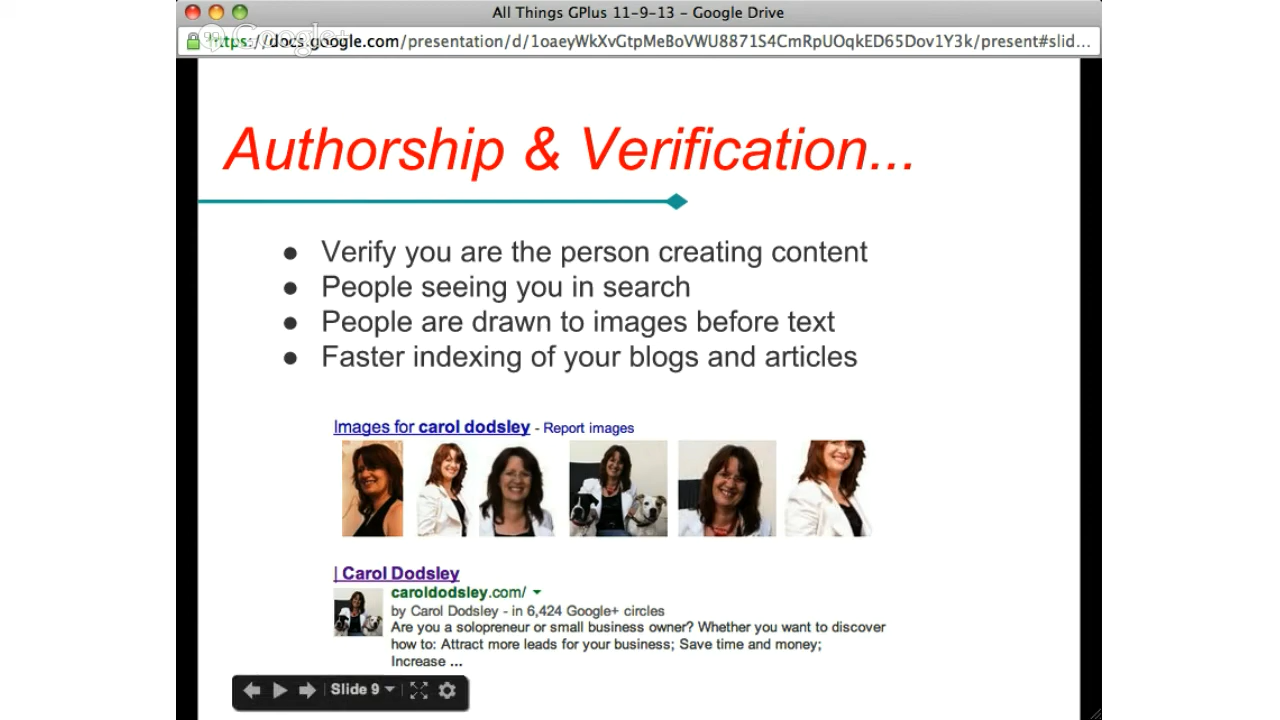 All Things GPlus 11-9-13 – Google Drive
https://docs.google.com/presentation/d/1oaeyWkXvGtpMeBoVWU8871S4CmRpUOqkED65Dov1Y3k/present#slid...
Google+
Authorship & Verification...
● Verify you are the person creating content
● People seeing you in search
● People are drawn to images before text
● Faster indexing of your blogs and articles
Images for carol dodsley - Report images
| Carol Dodsley
caroldodsley.com/
by Carol Dodsley - in 6,424 Google+ circles
Are you a solopreneur or small business owner? Whether you want to discover
how to: Attract more leads for your business; Save time and money;
Increase ...
Slide 9